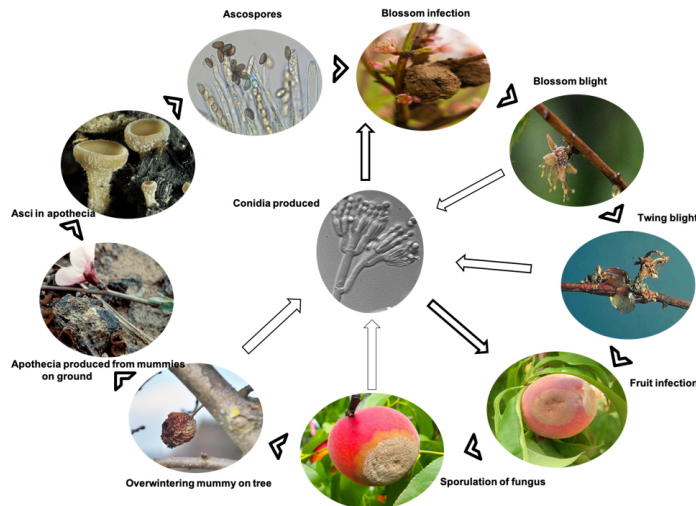 Ascospores
Blossom infection
Blossom blight
Conidia produced
Asci in apothecia
Twing blight
Apothecia produced from mummies
on ground
Fruit infection
Overwintering mummy on tree
Sporulation of fungus